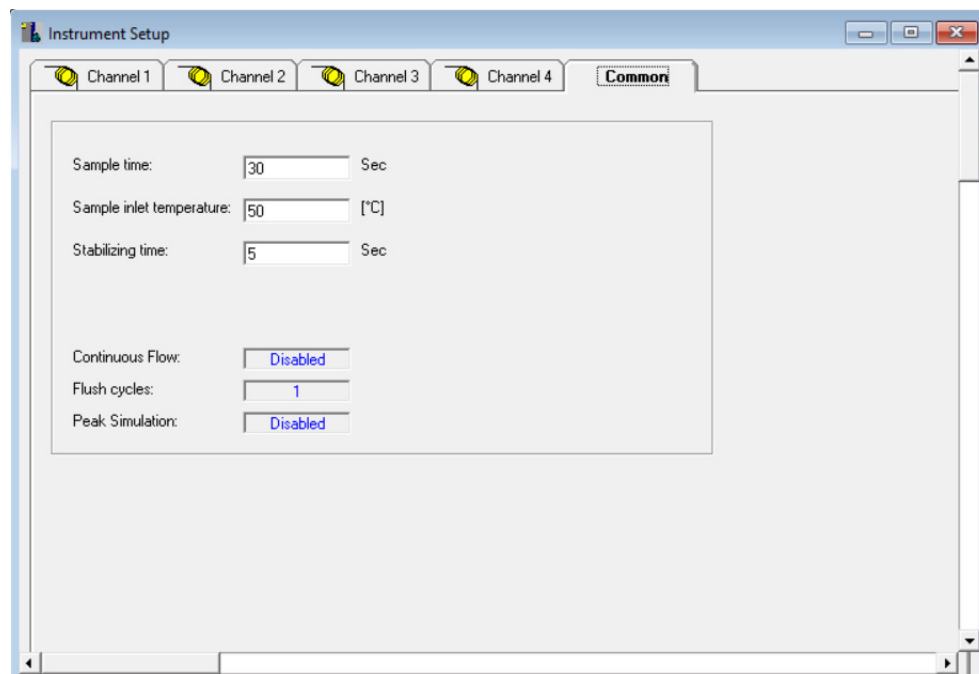 Instrument Setup
Channel 1 Channel 2 Channel 3 Channel 4 Common
Sample time: 30 Sec
Sample inlet temperature: 50 [°C]
Stabilizing time: 5 Sec
Continuous Flow: Disabled
Flush cycles: 1
Peak Simulation: Disabled